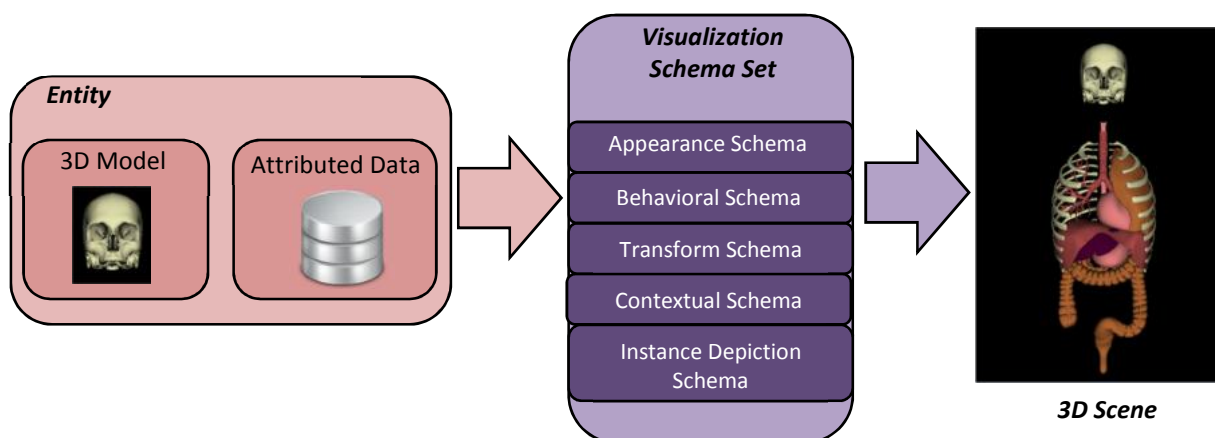 Entity
3D Model
Attributed Data
Visualization
Schema Set
Appearance Schema
Behavioral Schema
Transform Schema
Contextual Schema
Instance Depiction
Schema
3D Scene